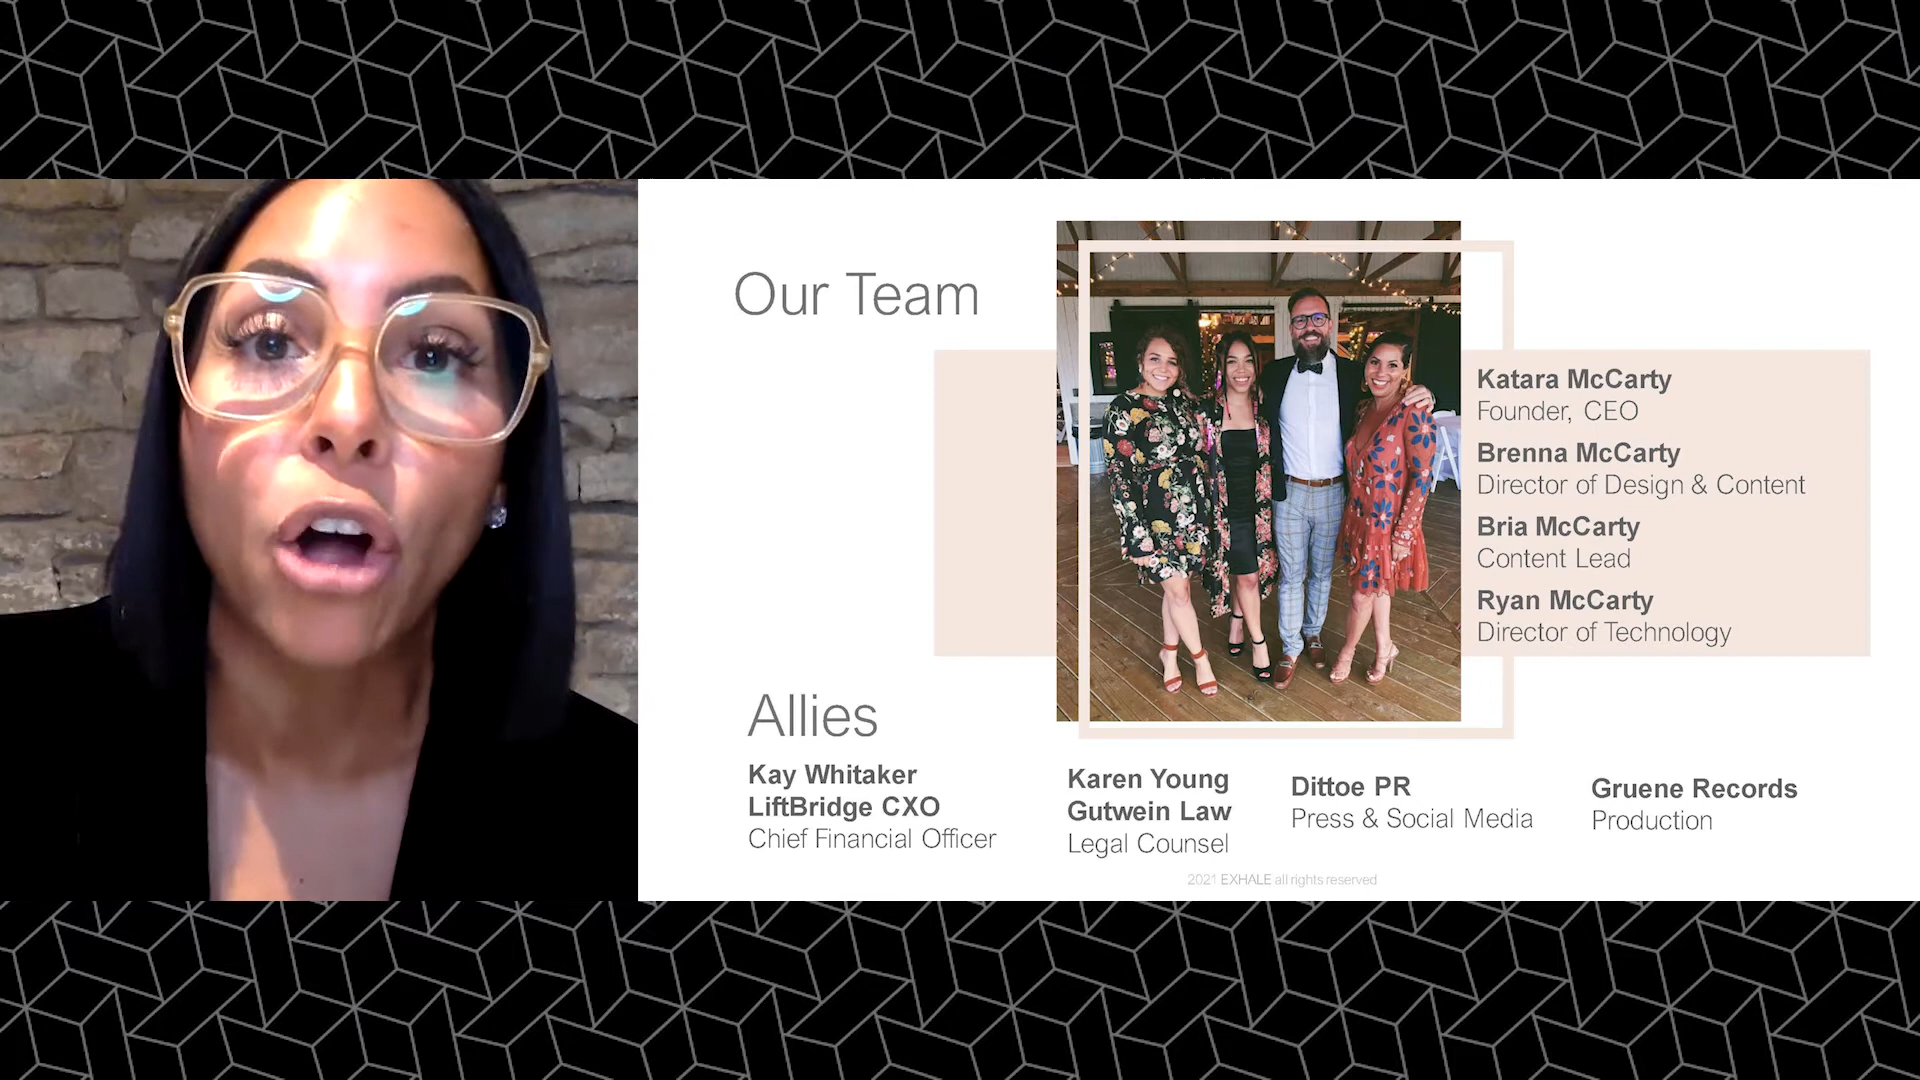 Our Team
Katara McCarty
Founder, CEO
Brenna McCarty
Director of Design & Content
Bria McCarty
Content Lead
Ryan McCarty
Director of Technology
Allies
Kay Whitaker
LiftBridge CXO
Chief Financial Officer
Karen Young
Gutwein Law
Legal Counsel
Dittoe PR
Press & Social Media
Gruene Records
Production
2021 EXHALE all rights reserved